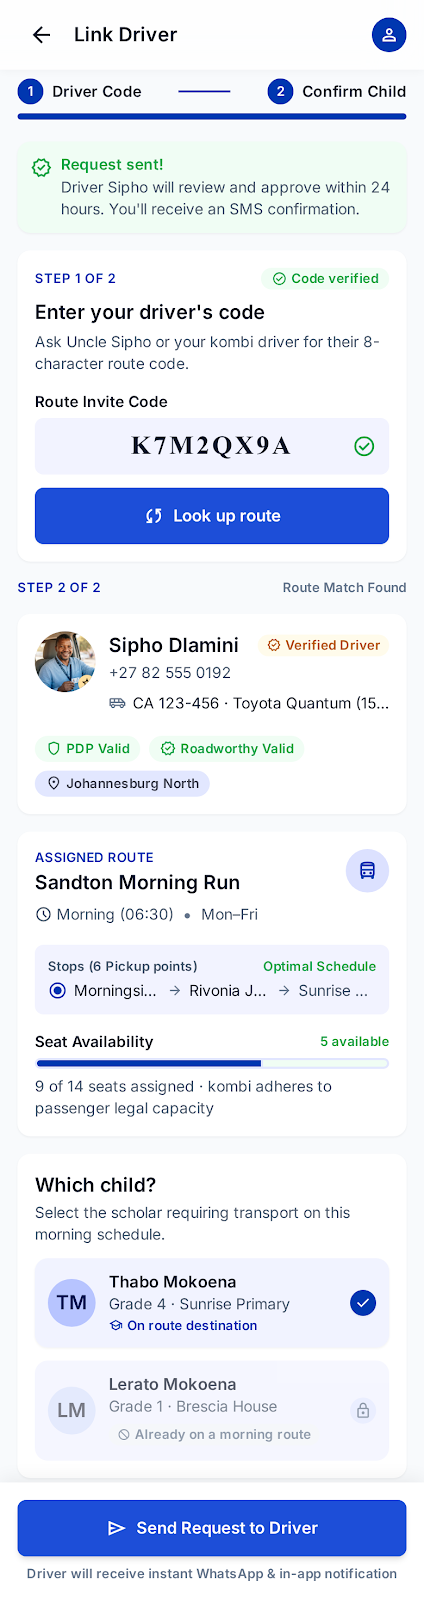 Link Driver
1 Driver Code
2 Confirm Child
Request sent!
Driver Sipho will review and approve within 24
hours. You'll receive an SMS confirmation.
STEP 1 OF 2
Code verified
Enter your driver's code
Ask Uncle Sipho or your kombi driver for their 8-
character route code.
Route Invite Code
K7M2QX9A
Look up route
STEP 2 OF 2
Route Match Found
Sipho Dlamini
Verified Driver
+27 82 555 0192
CA 123-456 · Toyota Quantum (15...
PDP Valid
Roadworthy Valid
Johannesburg North
ASSIGNED ROUTE
Sandton Morning Run
Morning (06:30) • Mon–Fri
Stops (6 Pickup points)
Optimal Schedule
Morningsi... → Rivonia J... → Sunrise ...
Seat Availability
5 available
9 of 14 seats assigned · kombi adheres to
passenger legal capacity
Which child?
Select the scholar requiring transport on this
morning schedule.
TM
Thabo Mokoena
Grade 4 · Sunrise Primary
On route destination
LM
Lerato Mokoena
Grade 1 · Brescia House
Already on a morning route
Send Request to Driver
Driver will receive instant WhatsApp & in-app notification